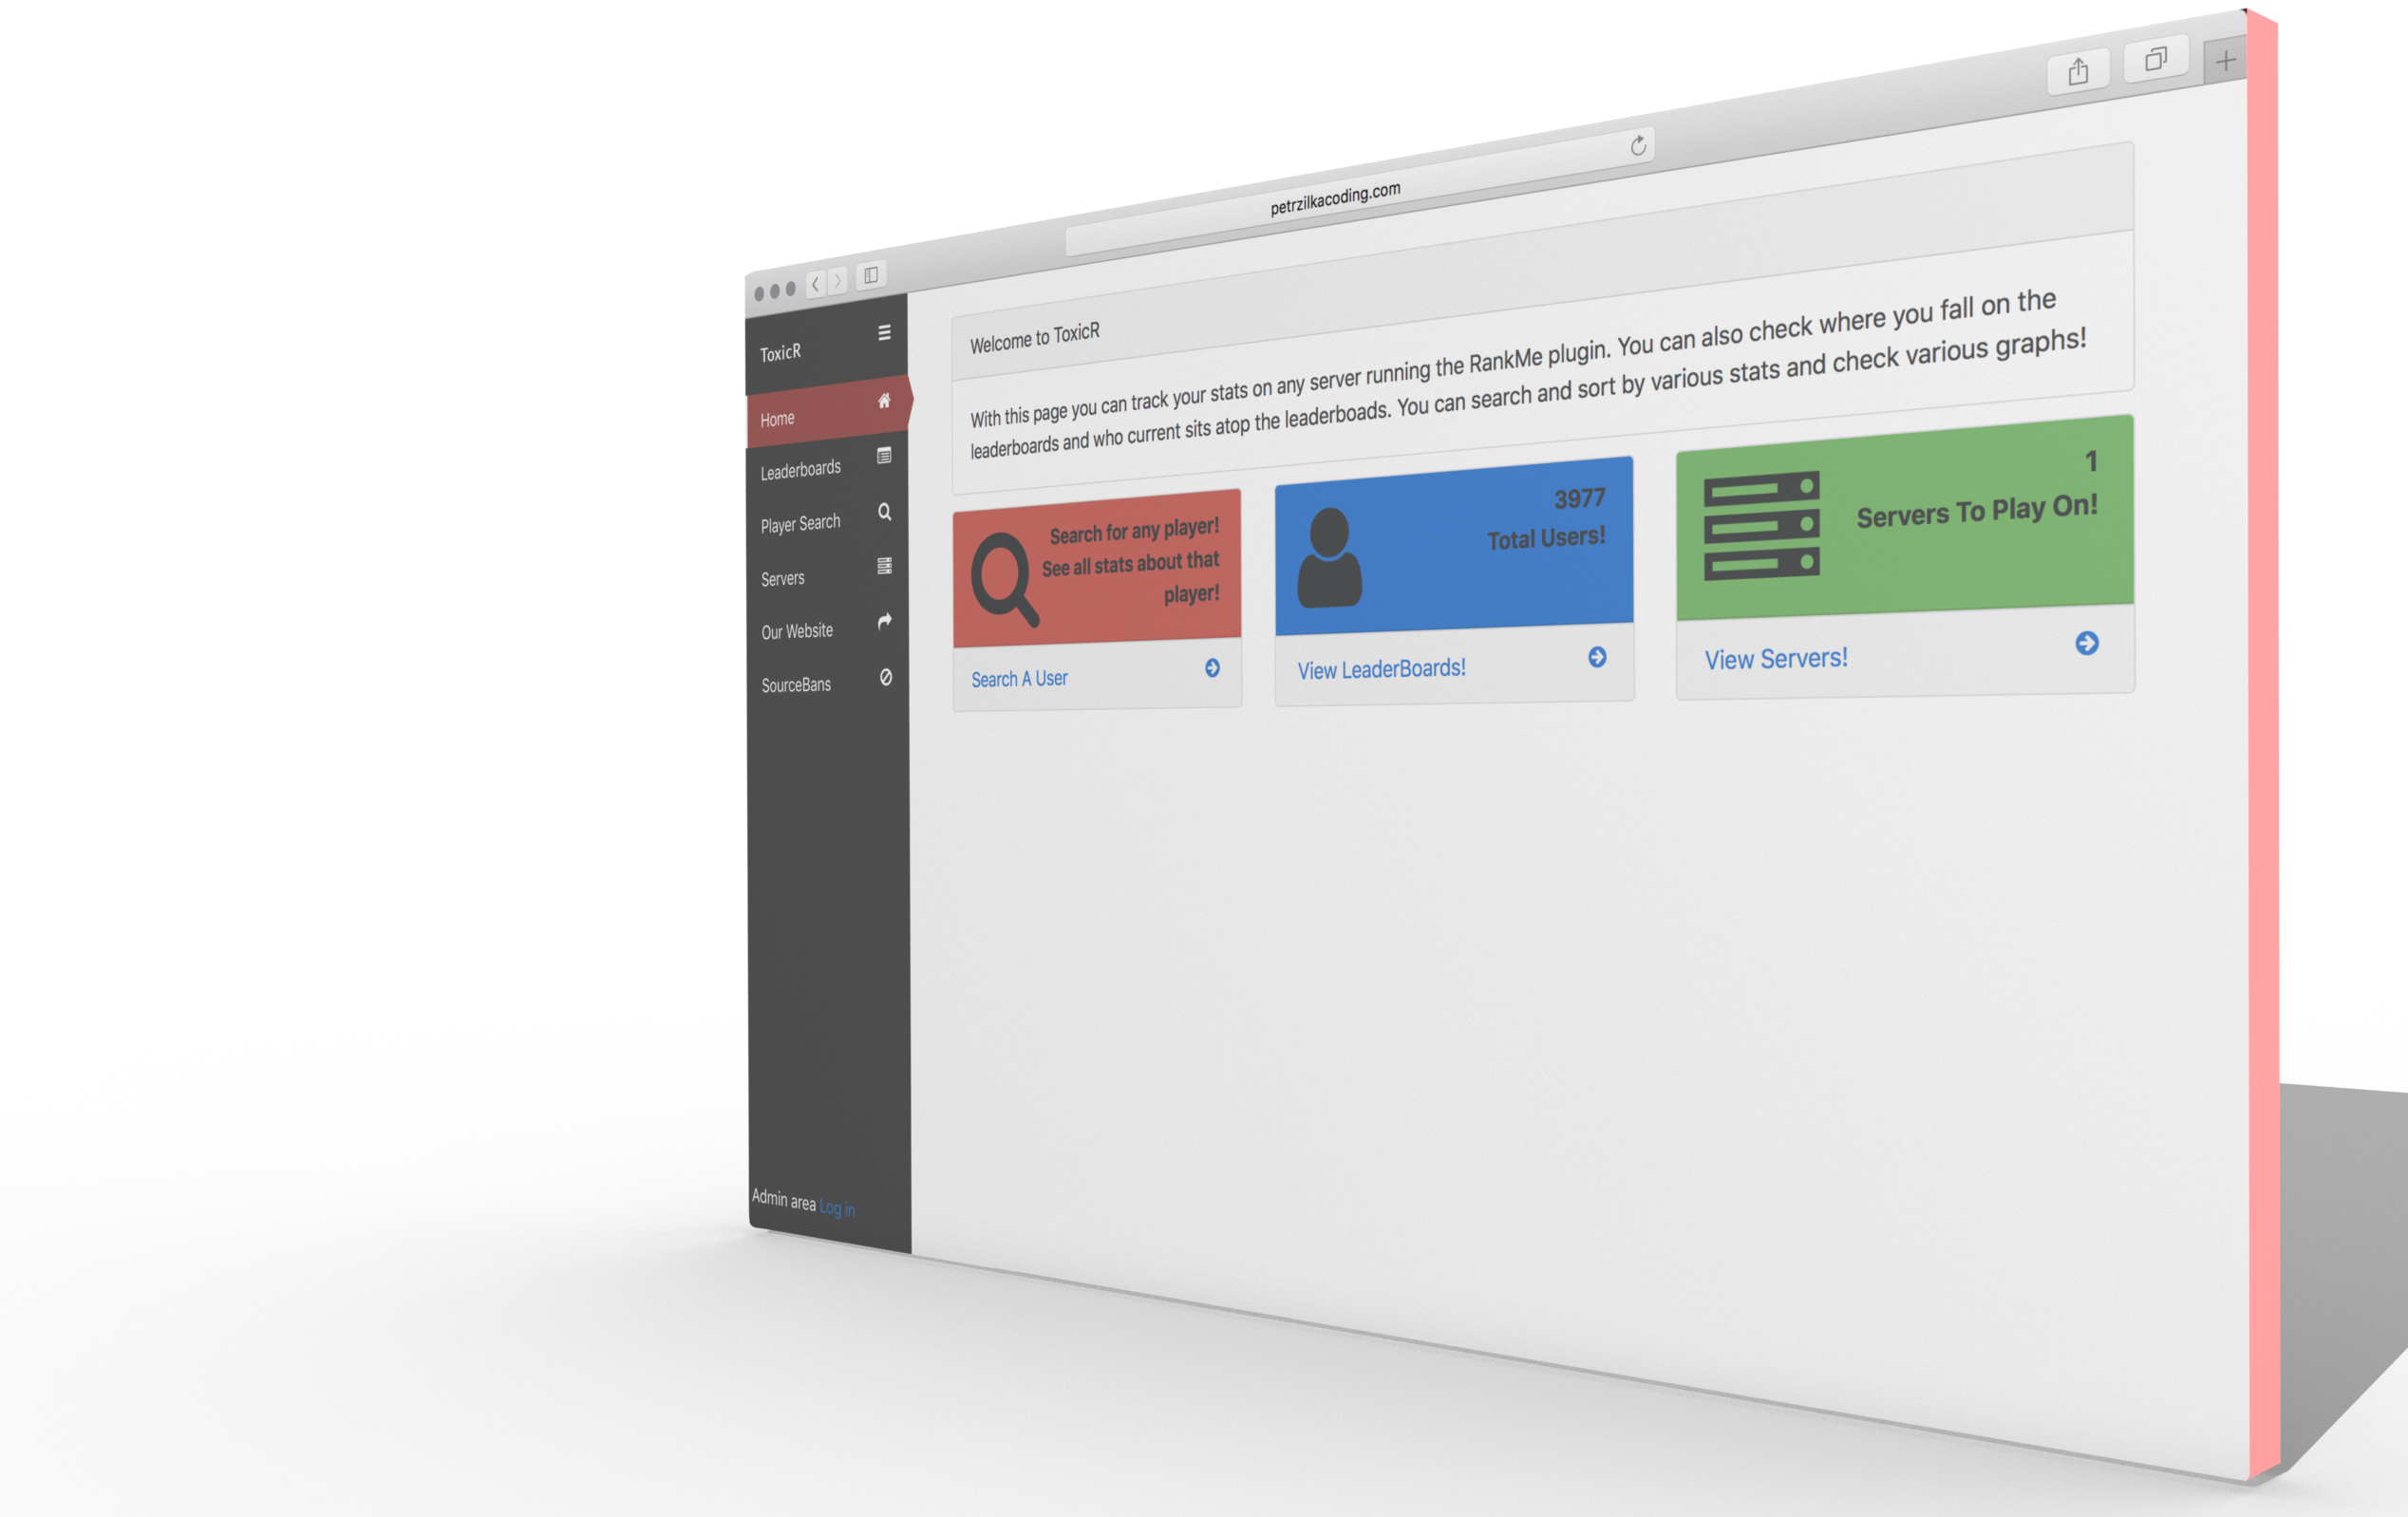 petrzilkacoding.com
ToxicR
Home
Leaderboards
Player Search
Servers
Our Website
SourceBans
Admin area Log in
Welcome to ToxicR
With this page you can track your stats on any server running the RankMe plugin. You can also check where you fall on the
leaderboards and who current sits atop the leaderboads. You can search and sort by various stats and check various graphs!
Search for any player!
See all stats about that
player!
Search A User
3977
Total Users!
View LeaderBoards!
1
Servers To Play On!
View Servers!